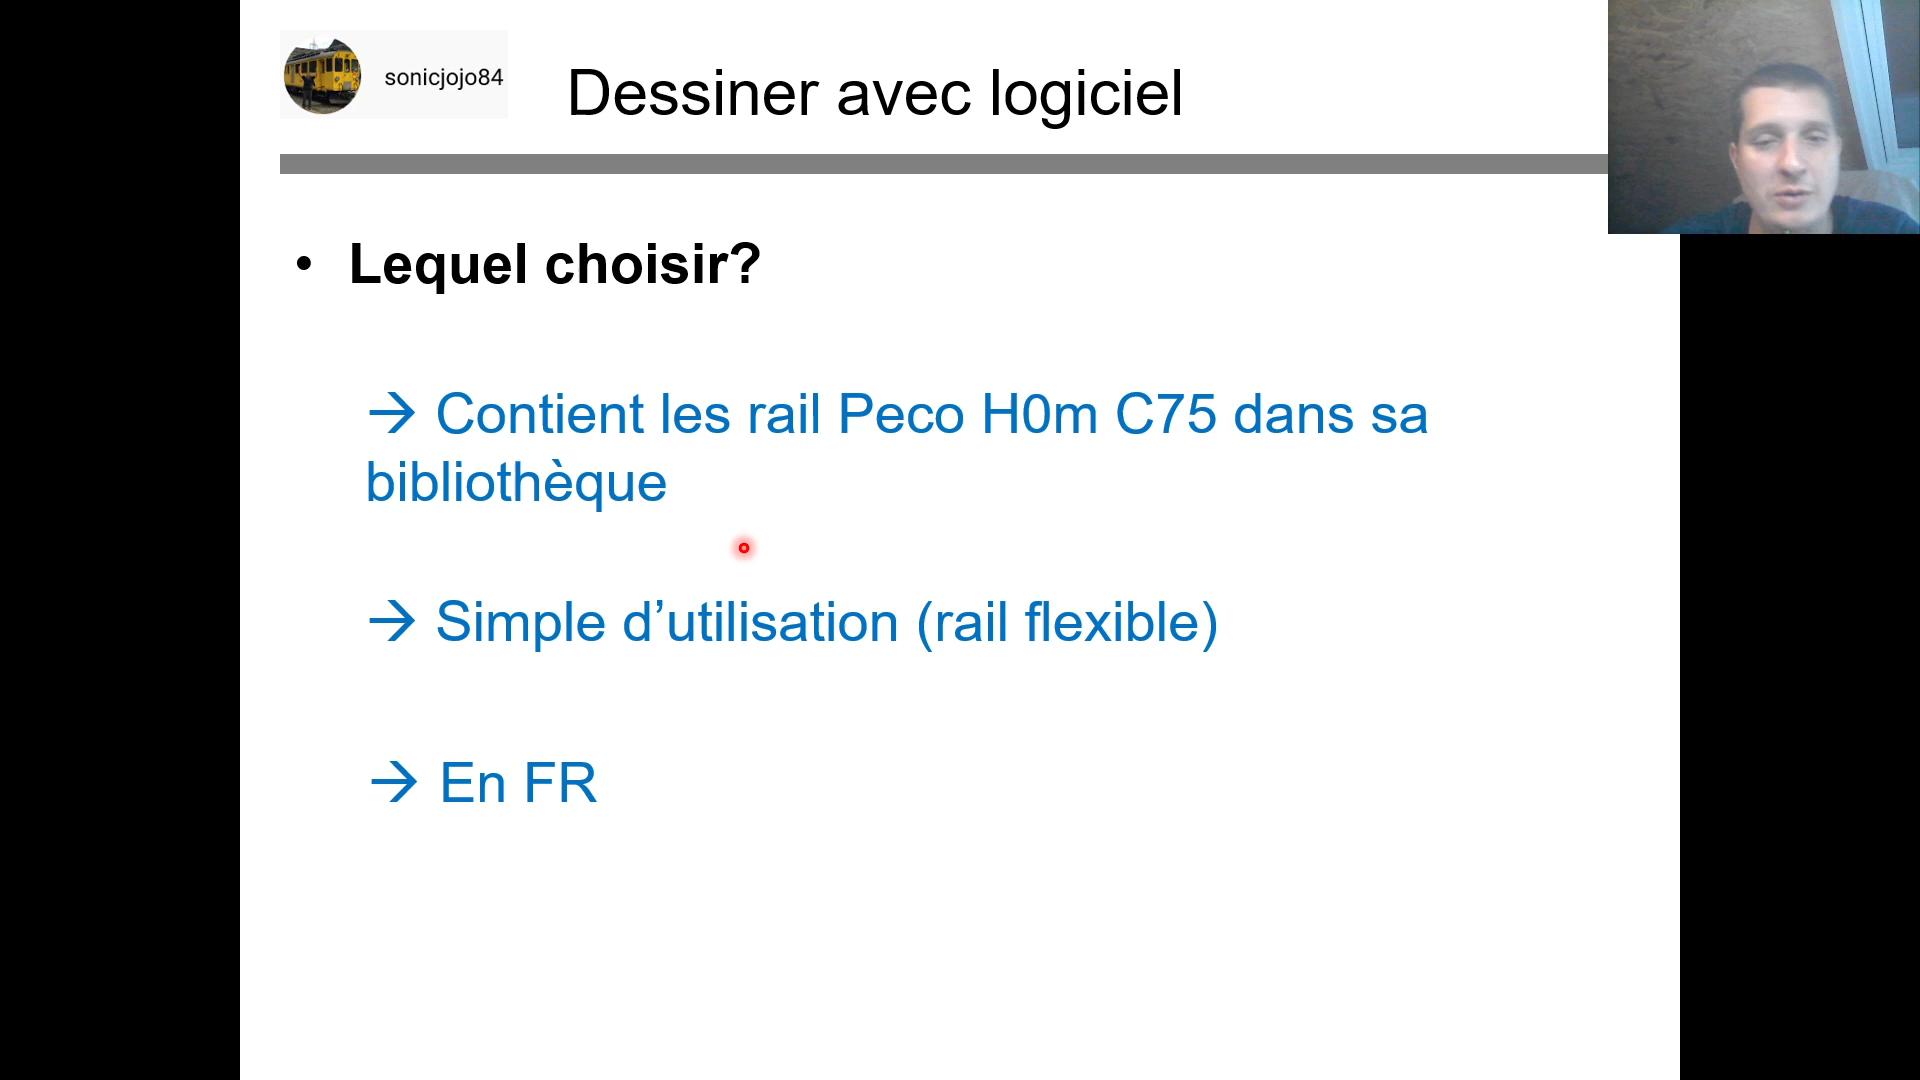 sonicjojo84
Dessiner avec logiciel
• Lequel choisir?
→ Contient les rail Peco H0m C75 dans sa
bibliothèque
→ Simple d’utilisation (rail flexible)
→ En FR